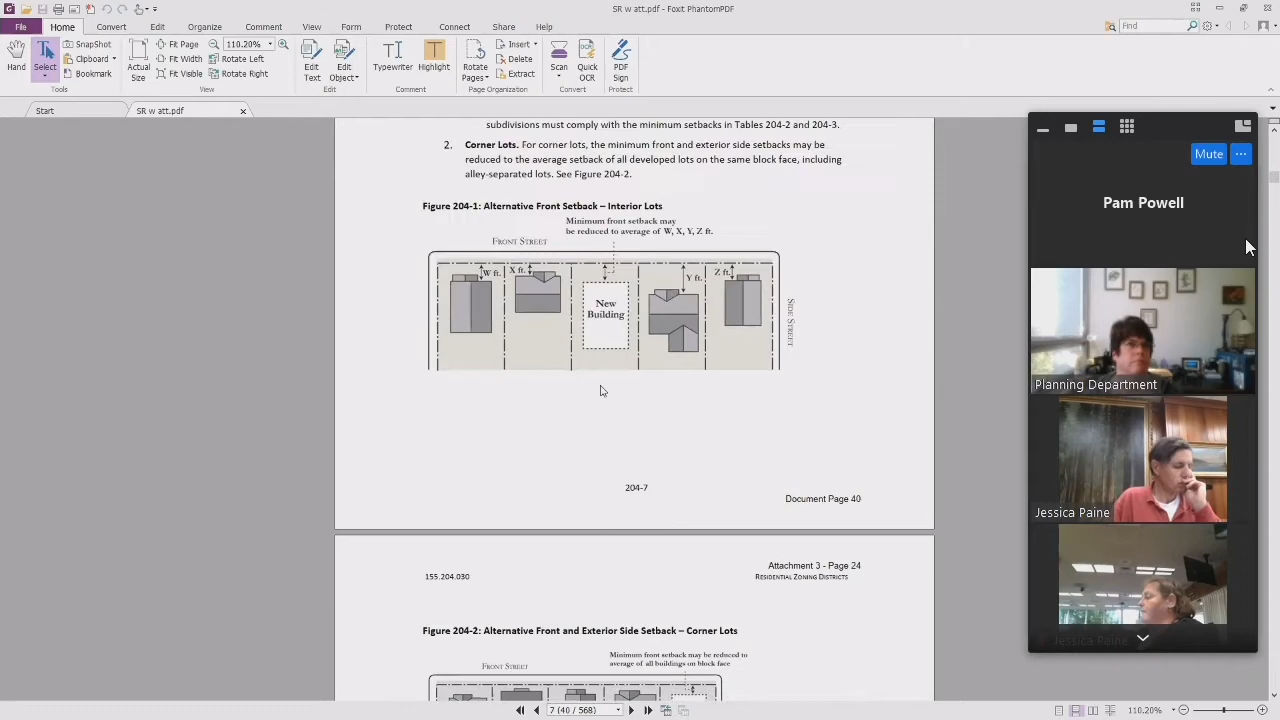 SR w att.pdf - Foxit PhantomPDF
File Home Convert Organize Comment View Form Protect Connect Share Help
Find
SnapShot Fit Page 110.20% Insert
Clipboard Fit Width Rotate Left Delete
Bookmark Fit Visible Rotate Right Extract
Hand Select Actual Size Edit Text Edit Object Typewriter Highlight Rotate Pages Scan Quick OCR PDF Sign
Tools View Edit Comment Page Organization Convert Protect
Start SR w att.pdf
subdivisions must comply with the minimum setbacks in Tables 204-2 and 204-3.
2. Corner Lots. For corner lots, the minimum front and exterior side setbacks may be
reduced to the average setback of all developed lots on the same block face, including
alley-separated lots. See Figure 204-2.
Figure 204-1: Alternative Front Setback – Interior Lots
Minimum front setback may
be reduced to average of W, X, Y, Z ft.
FRONT STREET
W ft. X ft. Y ft. Z ft.
New
Building
SIDE STREET
204-7
Document Page 40
Attachment 3 - Page 24
155.204.030 RESIDENTIAL ZONING DISTRICTS
Figure 204-2: Alternative Front and Exterior Side Setback – Corner Lots
Minimum front setback may be reduced to
average of all buildings on block face
FRONT STREET
Mute ...
Pam Powell
Planning Department
Jessica Paine
Jessica Paine
7 (40 / 568)
110.20%